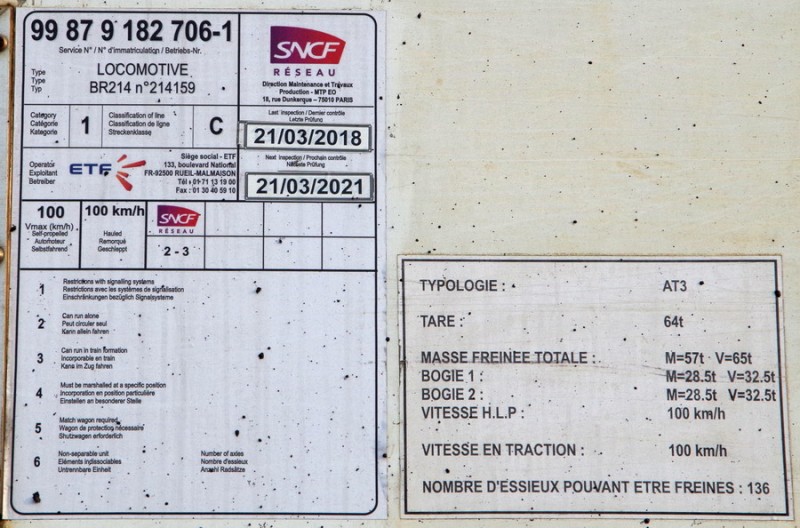 99 87 9 182 706-1
Service N° / N° d'immatriculation / Betriebs-Nr.
Type
Type
Typ
LOCOMOTIVE
BR214 n°214159
SNCF
RÉSEAU
Direction Maintenance et Travaux
Production - MTP EO
18, rue Dunkerque - 75010 PARIS
Category
Catégorie
Kategorie
1
Classification of line
Classification de ligne
Streckenklasse
C
Last inspection / Dernier contrôle
Letzte Prüfung
21/03/2018
Next inspection / Prochain contrôle
Nächste Prüfung
21/03/2021
Operator
Exploitant
Betreiber
ETF
Siège social - ETF
133, boulevard National
FR-92500 RUEIL-MALMAISON
Tél : 01 71 13 19 00
Fax : 01 30 40 59 10
100
Vmax (km/h)
Self-propelled
Automoteur
Selbstfahrend
100 km/h
Hauled
Remorqué
Geschleppt
SNCF
RÉSEAU
2 - 3
1
Restrictions with signalling systems
Restrictions avec les systèmes de signalisation
Einschränkungen bezüglich Signalsysteme
2
Can run alone
Peut circuler seul
Kann allein fahren
3
Can run in train formation
Incorporable en train
Kann im Zug fahren
4
Must be marshalled at a specific position
Incorporation en position particulière
Einstellen an besonderer Stelle
5
Match wagon required
Wagon de protection nécessaire
Schutzwagen erforderlich
6
Non-separable unit
Eléments indissociables
Untrennbare Einheit
Number of axles
Nombre d'essieux
Anzahl Radsätze
TYPOLOGIE : AT3
TARE : 64t
MASSE FREINEE TOTALE : M=57t V=65t
BOGIE 1 : M=28.5t V=32.5t
BOGIE 2 : M=28.5t V=32.5t
VITESSE H.L.P : 100 km/h
VITESSE EN TRACTION : 100 km/h
NOMBRE D'ESSIEUX POUVANT ETRE FREINES : 136